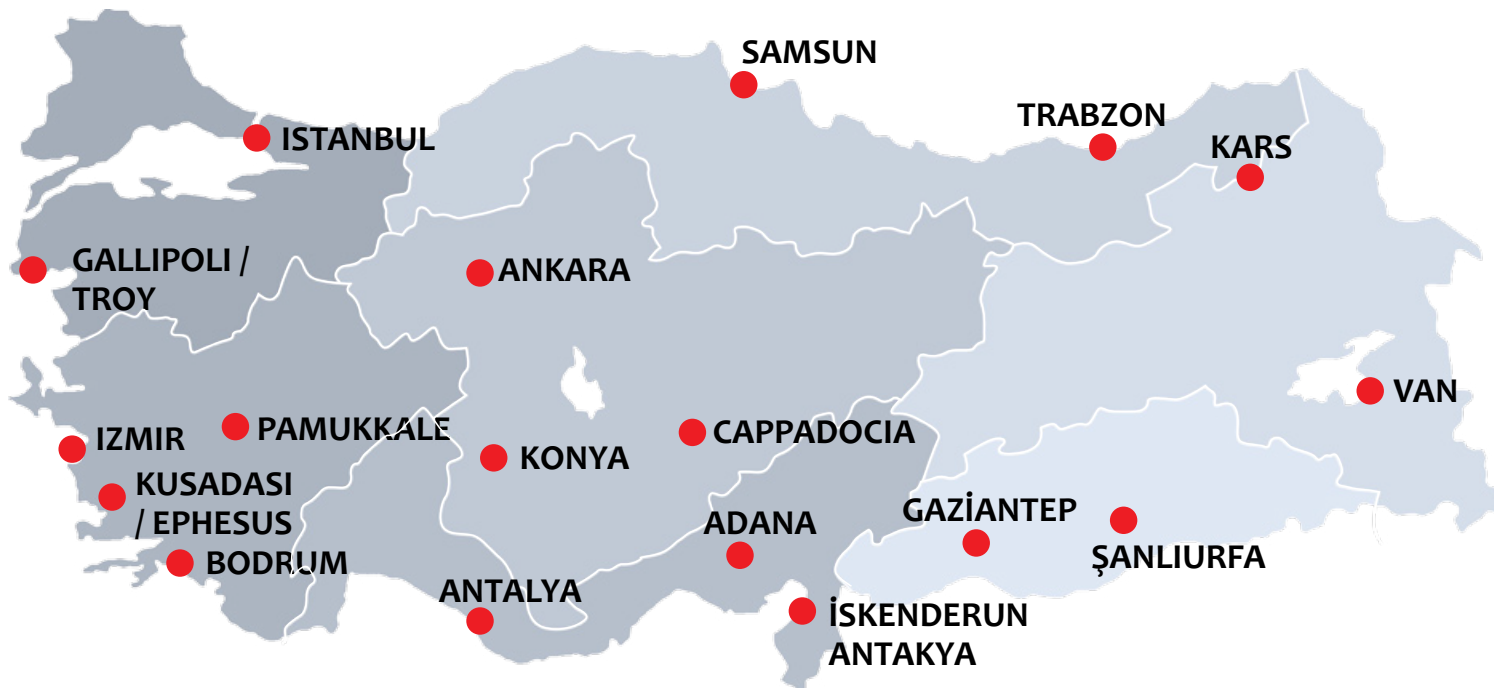 SAMSUN
TRABZON
ISTANBUL
KARS
GALLIPOLI /
TROY
ANKARA
VAN
IZMIR
PAMUKKALE
CAPPADOCIA
KONYA
KUSADASI
/ EPHESUS
GAZİANTEP
ADANA
ŞANLIURFA
BODRUM
ANTALYA
İSKENDERUN
ANTAKYA